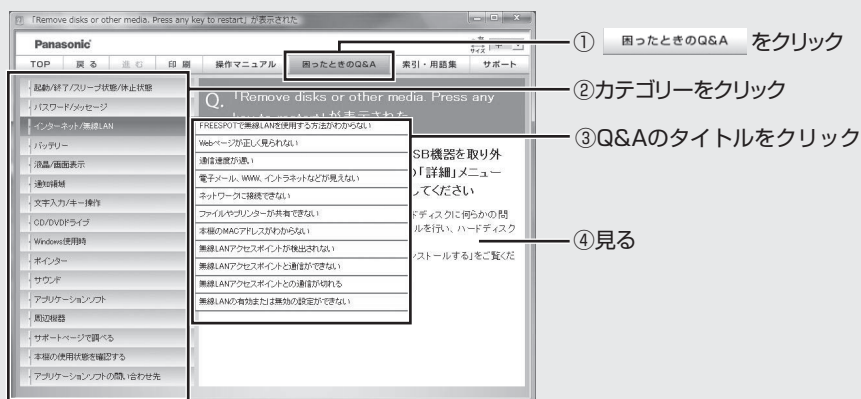 「Remove disks or other media. Press any key to restart」が表示された
Panasonic
サイズ 中
TOP 戻 る 進 む 印 刷 操作マニュアル 困ったときのQ&A 索引・用語集 サポート
起動/終了/スリープ状態/休止状態
パスワード/メッセージ
インターネット/無線LAN
バッテリー
液晶/画面表示
通知領域
文字入力/キー操作
CD/DVDドライブ
Windows使用時
ポインター
サウンド
アプリケーションソフト
周辺機器
サポートページで調べる
本機の使用状態を確認する
アプリケーションソフトの問い合わせ先
Q. 「Remove disks or other media. Press any
key to restart」が表示された
FREESPOTで無線LANを使用する方法がわからない
Webページが正しく見られない
通信速度が遅い
電子メール、WWW、イントラネットなどが見えない
ネットワークに接続できない
ファイルやプリンターが共有できない
本機のMACアドレスがわからない
無線LANアクセスポイントが検出されない
無線LANアクセスポイントと通信ができない
無線LANアクセスポイントとの通信が切れる
無線LANの有効または無効の設定ができない
SB機器を取り外
「詳細」メニュー
してください
ドディスクに何らかの問
ルを行い、ハードディスク
ンストールする」をご覧くだ
① 困ったときのQ&A をクリック
②カテゴリーをクリック
③Q&Aのタイトルをクリック
④見る